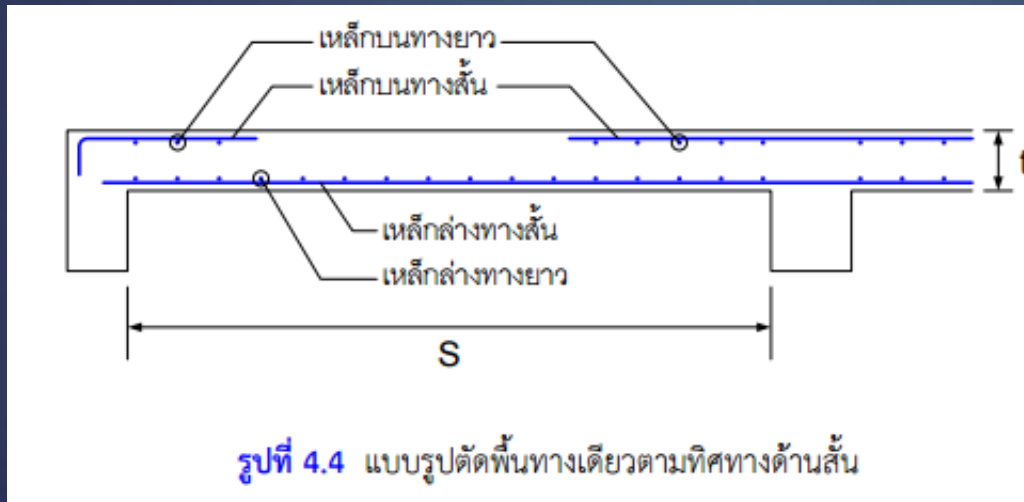 เหล็กบนทางยาว
เหล็กบนทางสั้น
t
เหล็กล่างทางสั้น
เหล็กล่างทางยาว
S
รูปที่ 4.4 แบบรูปตัดพื้นทางเดียวตามทิศทางด้านสั้น